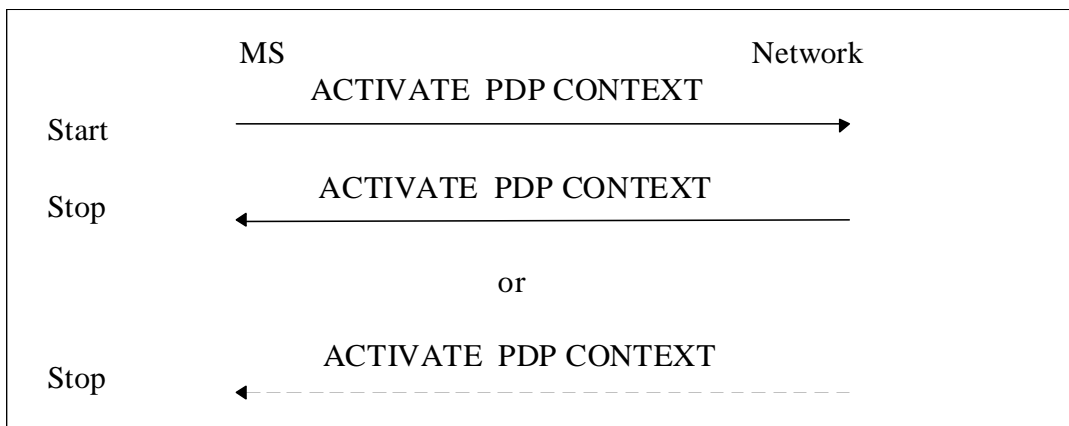 MS Network
ACTIVATE PDP CONTEXT
Start
ACTIVATE PDP CONTEXT
Stop
or
ACTIVATE PDP CONTEXT
Stop